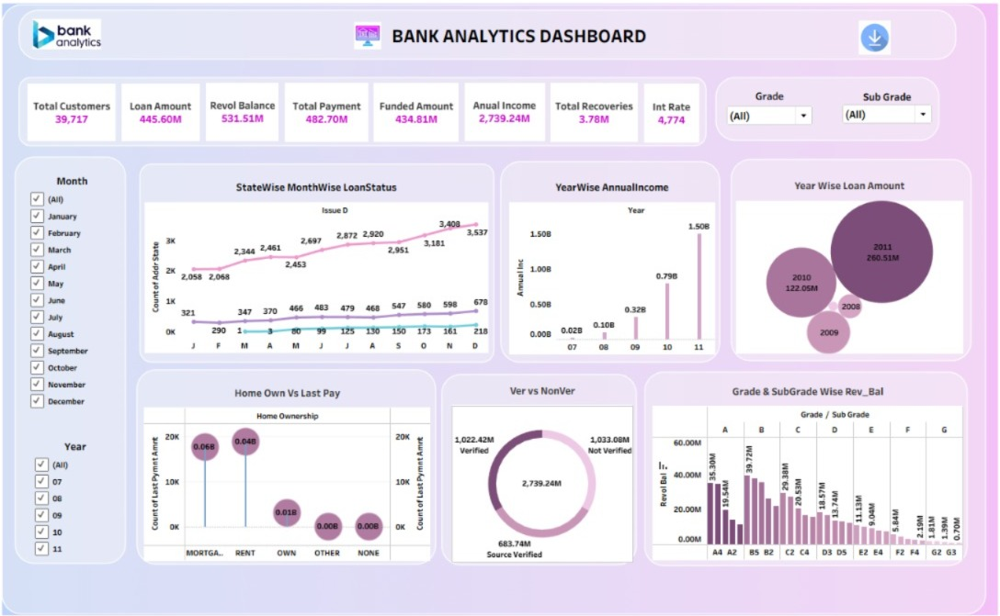 bank
analytics
BANK ANALYTICS DASHBOARD
Total Customers
39,717
Loan Amount
445.60M
Revol Balance
531.51M
Total Payment
482.70M
Funded Amount
434.81M
Anual Income
2,739.24M
Total Recoveries
3.78M
Int Rate
4,774
Grade
(All)
Sub Grade
(All)
Month
(All)
January
February
March
April
May
June
July
August
September
October
November
December
Year
(All)
07
08
09
10
11
StateWise MonthWise LoanStatus
Issue D
Count of Addr State
3K
2K
1K
0K
2,058 2,068 2,344 2,461 2,453 2,697 2,872 2,920 2,951 3,181 3,408 3,537
321 290 347 370 466 483 479 468 547 580 598 678
1 3 80 99 125 130 150 173 161 218
J F M A M J J A S O N D
YearWise AnnualIncome
Year
Annual Inc
1.50B
1.00B
0.50B
0.00B
0.02B 0.10B 0.32B 0.79B 1.50B
07 08 09 10 11
Year Wise Loan Amount
2011
260.51M
2010
122.05M
2008
2009
Home Own Vs Last Pay
Home Ownership
Count of Last Pymnt Amnt
20K
10K
0K
0.06B 0.04B 0.01B 0.00B 0.00B
MORTGA.. RENT OWN OTHER NONE
20K
10K
0K
Count of Last Pymnt Amnt
Ver vs NonVer
1,022.42M
Verified
1,033.08M
Not Verified
2,739.24M
683.74M
Source Verified
Grade & SubGrade Wise Rev_Bal
Grade / Sub Grade
A B C D E F G
Revol Bal
60.00M
40.00M
20.00M
0.00M
35.30M 19.54M 39.72M 29.38M 20.53M 18.57M 13.74M 11.13M 9.04M 5.84M 2.19M 1.81M 1.39M 0.70M
A4 A2 B5 B2 C2 C4 D3 D5 E2 E4 F2 F4 G2 G3